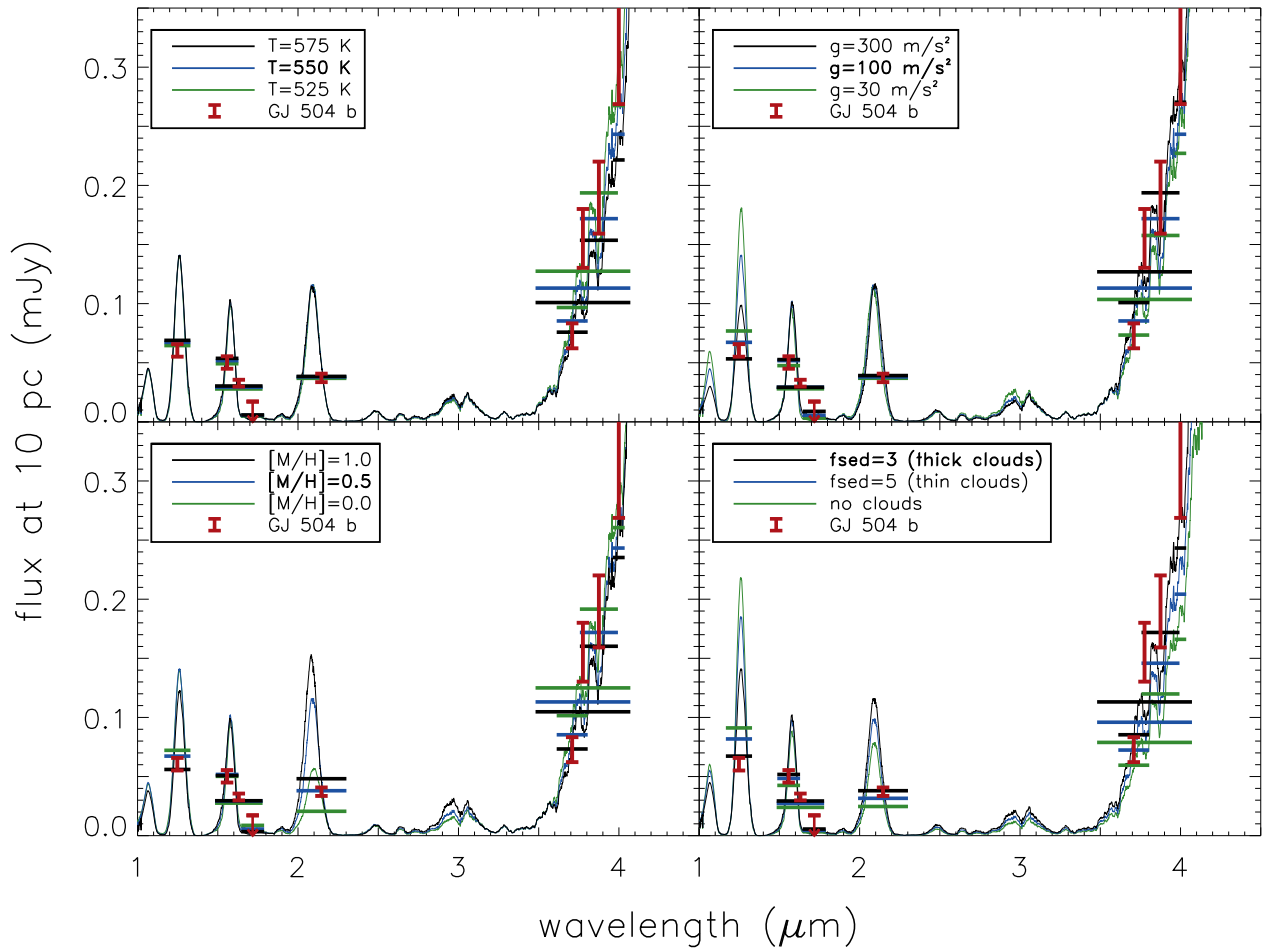 T=575 K
T=550 K
T=525 K
GJ 504 b
g=300 m/s²
g=100 m/s²
g=30 m/s²
GJ 504 b
0.3
0.2
0.1
0.0
[M/H]=1.0
[M/H]=0.5
[M/H]=0.0
GJ 504 b
fsed=3 (thick clouds)
fsed=5 (thin clouds)
no clouds
GJ 504 b
0.3
0.2
0.1
0.0
1 2 3 4 1 2 3 4
flux at 10 pc (mJy)
wavelength (μm)